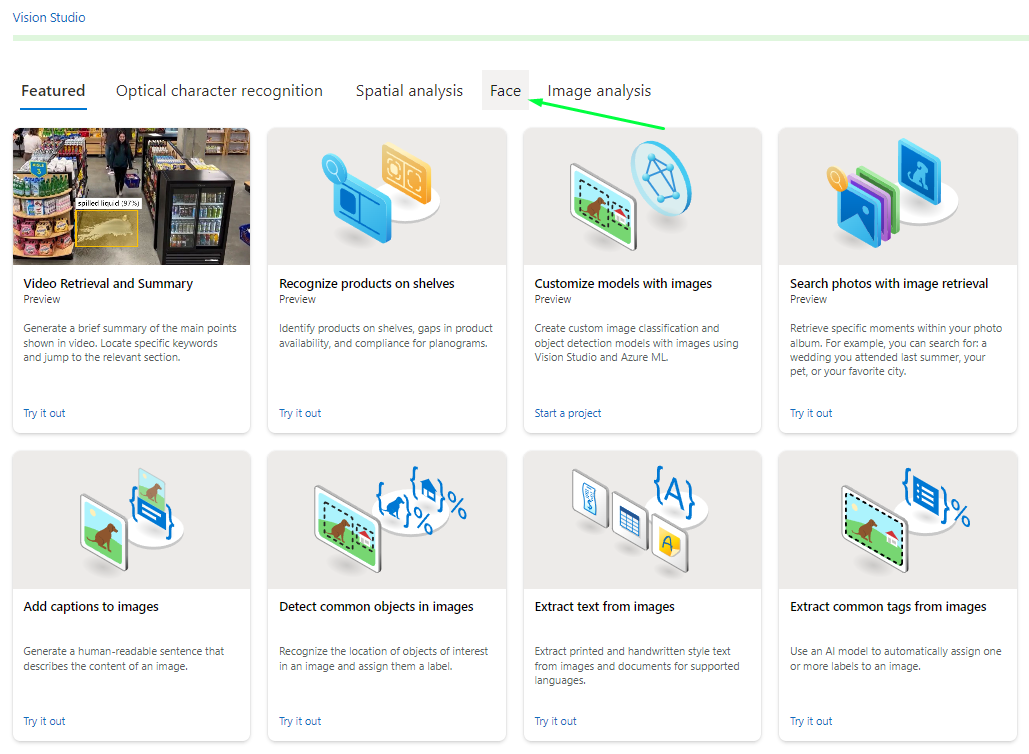 Vision Studio
Featured
Optical character recognition
Spatial analysis
Face
Image analysis
spilled liquid (97%)
Video Retrieval and Summary
Preview
Generate a brief summary of the main points
shown in video. Locate specific keywords
and jump to the relevant section.
Try it out
Recognize products on shelves
Preview
Identify products on shelves, gaps in product
availability, and compliance for planograms.
Try it out
Customize models with images
Preview
Create custom image classification and
object detection models with images using
Vision Studio and Azure ML.
Start a project
Search photos with image retrieval
Preview
Retrieve specific moments within your photo
album. For example, you can search for: a
wedding you attended last summer, your
pet, or your favorite city.
Try it out
Add captions to images
Generate a human-readable sentence that
describes the content of an image.
Try it out
Detect common objects in images
Recognize the location of objects of interest
in an image and assign them a label.
Try it out
{A}
A
Extract text from images
Extract printed and handwritten style text
from images and documents for supported
languages.
Try it out
Extract common tags from images
Use an AI model to automatically assign one
or more labels to an image.
Try it out